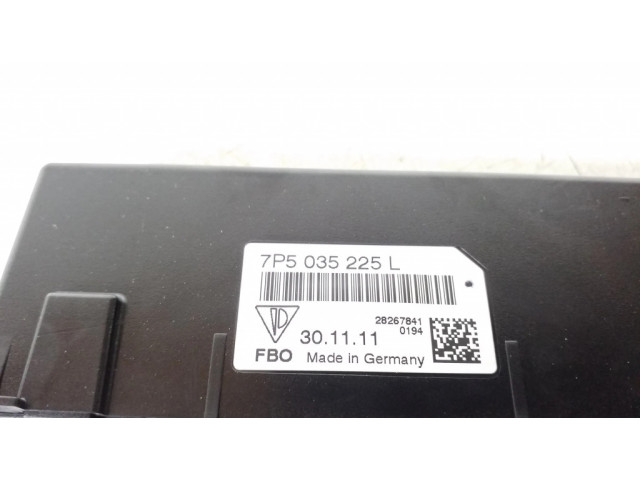 7P5 035 225 L
28267841
30.11.11 0194
FBO Made in Germany